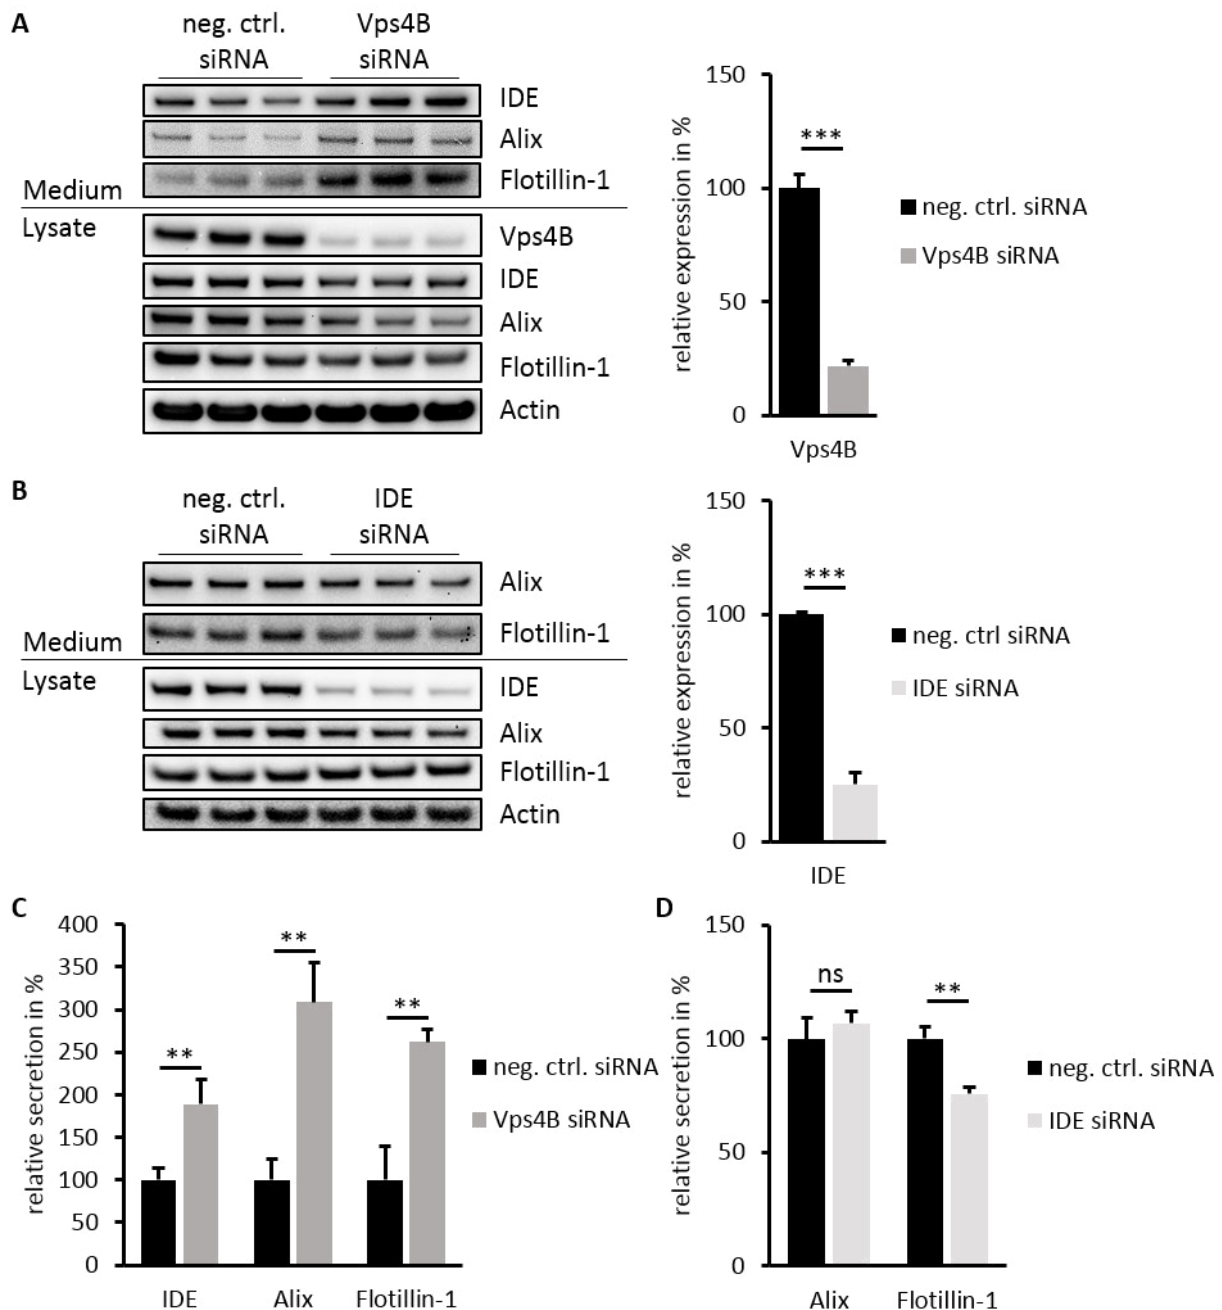 A
neg. ctrl.
siRNA
Vps4B
siRNA
IDE
Alix
Flotillin-1
Medium
Lysate
Vps4B
IDE
Alix
Flotillin-1
Actin
relative expression in %
150
100
50
0
***
Vps4B
neg. ctrl. siRNA
Vps4B siRNA
B
neg. ctrl.
siRNA
IDE
siRNA
Alix
Flotillin-1
Medium
Lysate
IDE
Alix
Flotillin-1
Actin
relative expression in %
150
100
50
0
***
IDE
neg. ctrl siRNA
IDE siRNA
C
relative secretion in %
400
350
300
250
200
150
100
50
0
**
**
**
IDE
Alix
Flotillin-1
neg. ctrl. siRNA
Vps4B siRNA
D
relative secretion in %
150
100
50
0
ns
**
Alix
Flotillin-1
neg. ctrl. siRNA
IDE siRNA